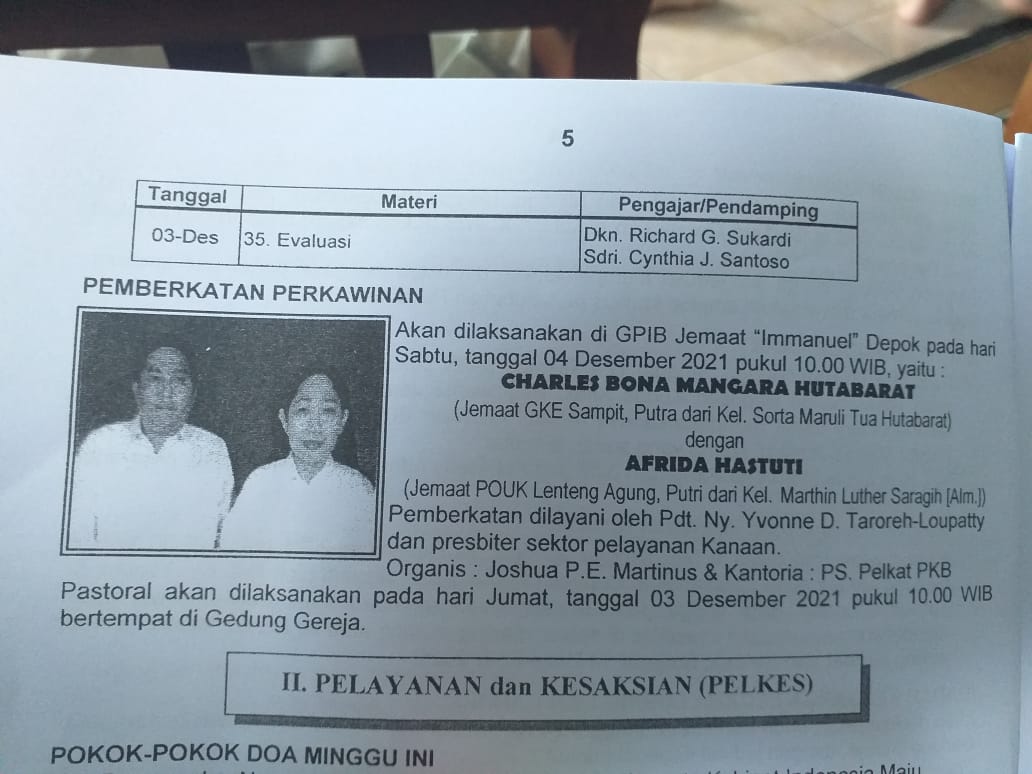 5
Tanggal Materi Pengajar/Pendamping
03-Des 35. Evaluasi Dkn. Richard G. Sukardi
Sdri. Cynthia J. Santoso
PEMBERKATAN PERKAWINAN
Akan dilaksanakan di GPIB Jemaat “Immanuel” Depok pada hari
Sabtu, tanggal 04 Desember 2021 pukul 10.00 WIB, yaitu :
CHARLES BONA MANGARA HUTABARAT
(Jemaat GKE Sampit, Putra dari Kel. Sorta Maruli Tua Hutabarat)
dengan
AFRIDA HASTUTI
(Jemaat POUK Lenteng Agung, Putri dari Kel. Marthin Luther Saragih [Alm.])
Pemberkatan dilayani oleh Pdt. Ny. Yvonne D. Taroreh-Loupatty
dan presbiter sektor pelayanan Kanaan.
Organis : Joshua P.E. Martinus & Kantoria : PS. Pelkat PKB
Pastoral akan dilaksanakan pada hari Jumat, tanggal 03 Desember 2021 pukul 10.00 WIB
bertempat di Gedung Gereja.
II. PELAYANAN dan KESAKSIAN (PELKES)
POKOK-POKOK DOA MINGGU INI
Indonesia Maju